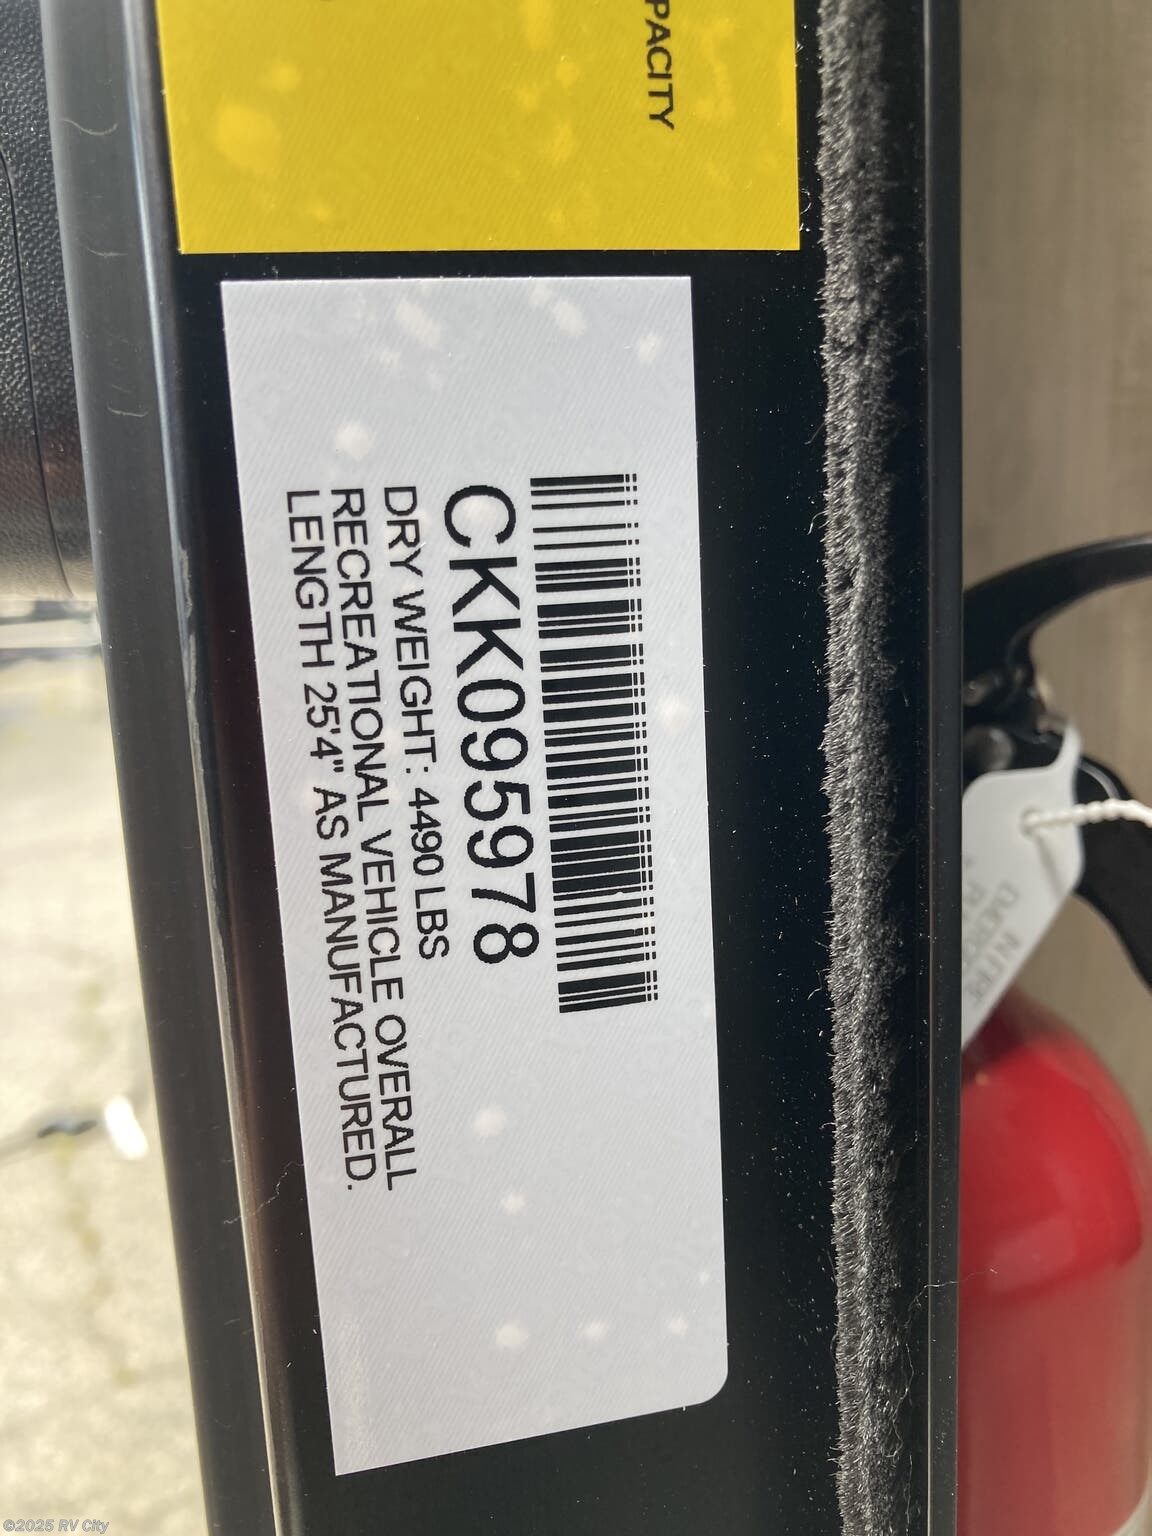 PACITY
CKK095978
DRY WEIGHT: 4490 LBS
RECREATIONAL VEHICLE OVERALL
LENGTH 25'4" AS MANUFACTURED.
©2025 RV City